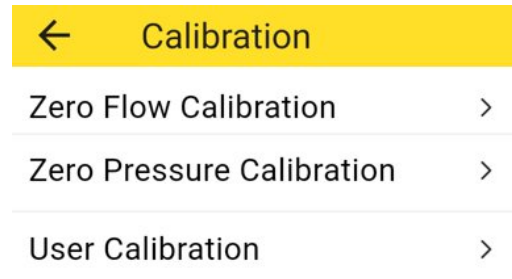 Calibration
Zero Flow Calibration
Zero Pressure Calibration
User Calibration